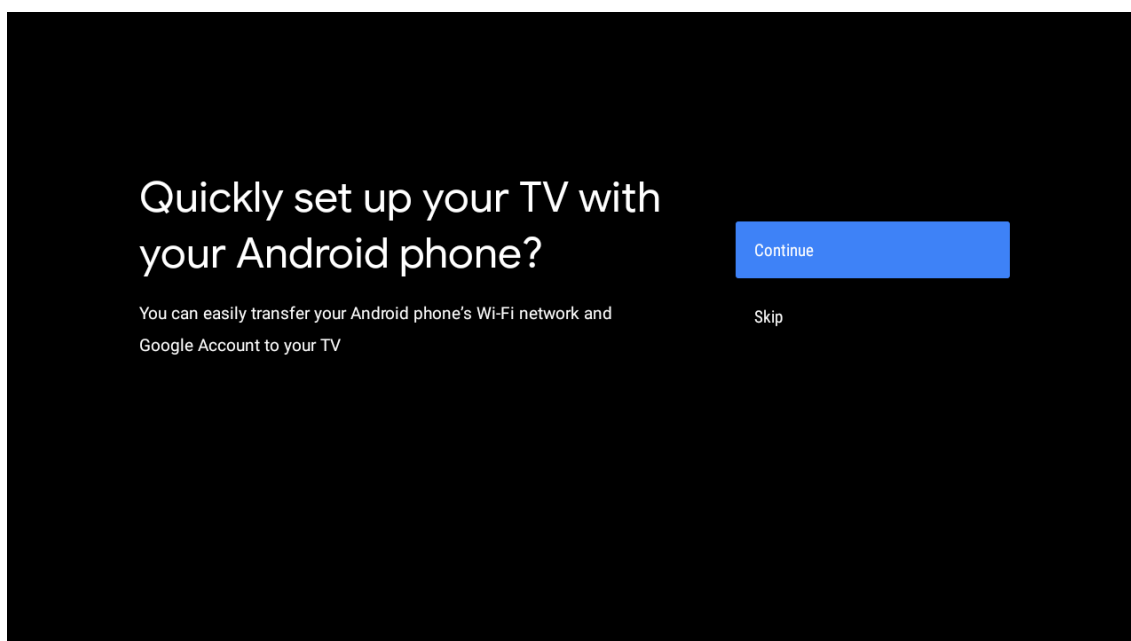 Quickly set up your TV with
your Android phone?
You can easily transfer your Android phone's Wi-Fi network and
Google Account to your TV
Continue
Skip